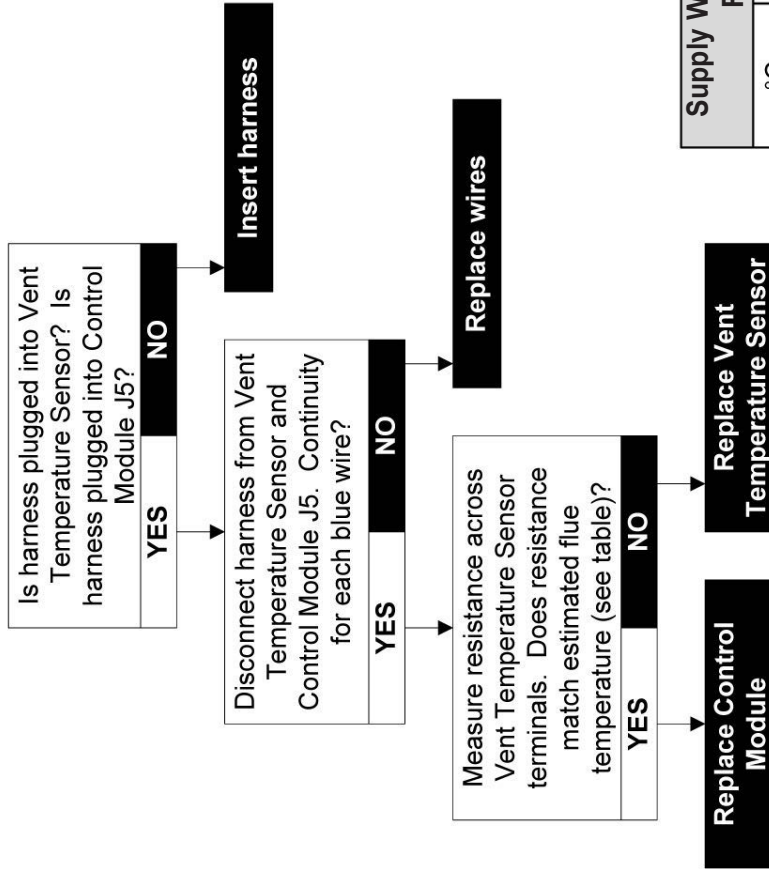 Is harness plugged into Vent
Temperature Sensor? Is
harness plugged into Control
Module J5?
YES
NO
Insert harness
Disconnect harness from Vent
Temperature Sensor and
Control Module J5. Continuity
for each blue wire?
YES
NO
Replace wires
Measure resistance across
Vent Temperature Sensor
terminals. Does resistance
match estimated flue
temperature (see table)?
YES
NO
Replace Control
Module
Replace Vent
Temperature Sensor
Supply W